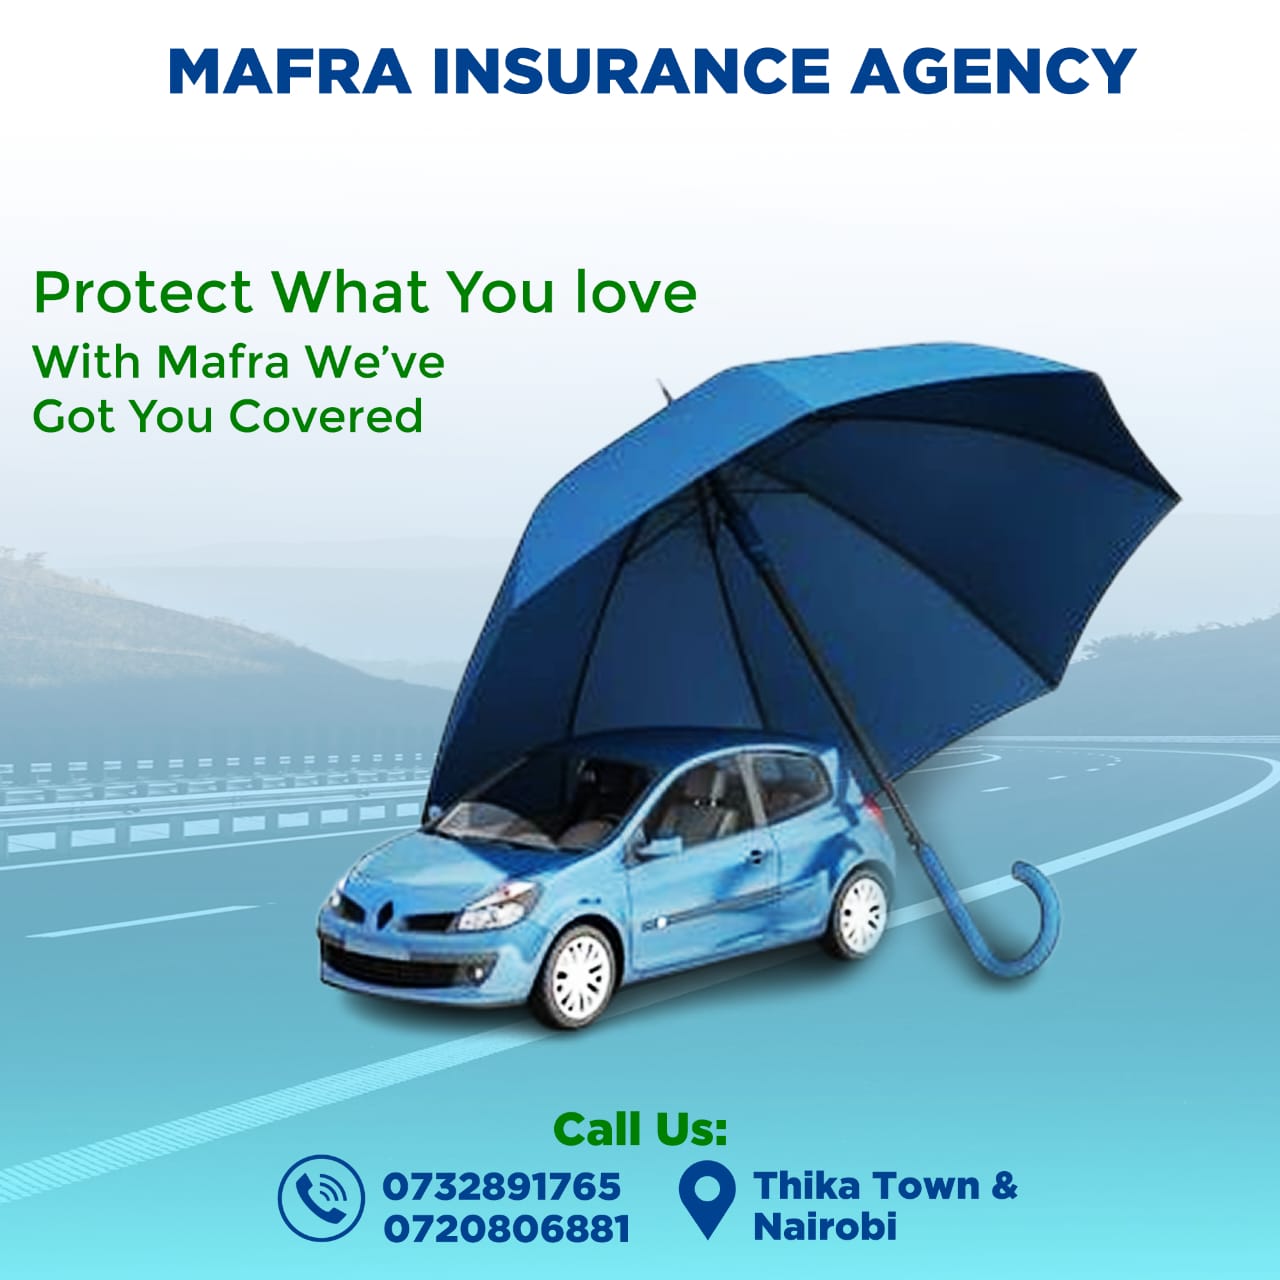 MAFRA INSURANCE AGENCY
Protect What You love
With Mafra We've
Got You Covered
Call Us:
0732891765
0720806881
Thika Town &
Nairobi